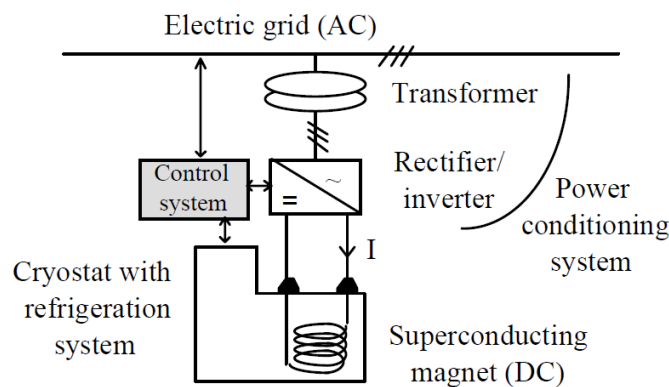 Electric grid (AC)
Transformer
Control
system
=
~
Rectifier/
inverter
Power
conditioning
system
I
Cryostat with
refrigeration
system
Superconducting
magnet (DC)